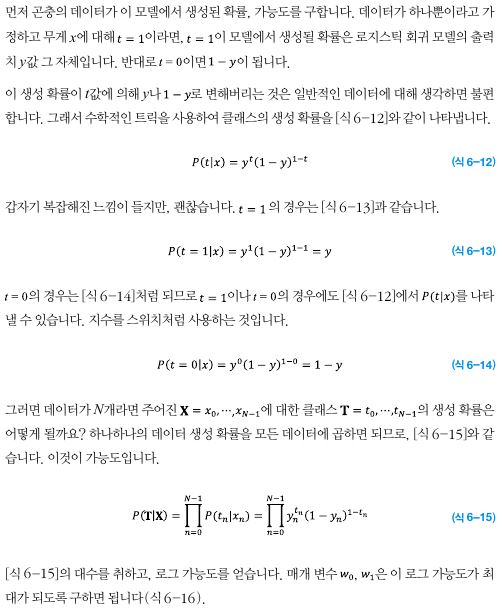 먼저 곤충의 데이터가 이 모델에서 생성된 확률, 가능도를 구합니다. 데이터가 하나뿐이라고 가
정하고 무게 x에 대해 t = 1이라면, t = 1이 모델에서 생성될 확률은 로지스틱 회귀 모델의 출력
치 y값 그 자체입니다. 반대로 t = 0이면 1 − y이 됩니다.
이 생성 확률이 t값에 의해 y나 1 − y로 변해버리는 것은 일반적인 데이터에 대해 생각하면 불편
합니다. 그래서 수학적인 트릭을 사용하여 클래스의 생성 확률을 [식 6-12]와 같이 나타냅니다.
P(t|x) = y^t(1 − y)^{1−t} (식 6-12)
갑자기 복잡해진 느낌이 들지만, 괜찮습니다. t = 1 의 경우는 [식 6-13]과 같습니다.
P(t = 1|x) = y^1(1 − y)^{1−1} = y (식 6-13)
t = 0의 경우는 [식 6-14]처럼 되므로 t = 1이나 t = 0의 경우에도 [식 6-12]에서 P(t|x)를 나타
낼 수 있습니다. 지수를 스위치처럼 사용하는 것입니다.
P(t = 0|x) = y^0(1 − y)^{1−0} = 1 − y (식 6-14)
그러면 데이터가 N개라면 주어진 X = x_0, ⋯, x_{N−1}에 대한 클래스 T = t_0, ⋯, t_{N−1}의 생성 확률은
어떻게 될까요? 하나하나의 데이터 생성 확률을 모든 데이터에 곱하면 되므로, [식 6-15]와 같
습니다. 이것이 가능도입니다.
P(T|X) = ∏_{n=0}^{N−1} P(t_n|x_n) = ∏_{n=0}^{N−1} y_n^{t_n}(1 − y_n)^{1−t_n} (식 6-15)
[식 6-15]의 대수를 취하고, 로그 가능도를 얻습니다. 매개 변수 w_0, w_1은 이 로그 가능도가 최
대가 되도록 구하면 됩니다(식 6-16).